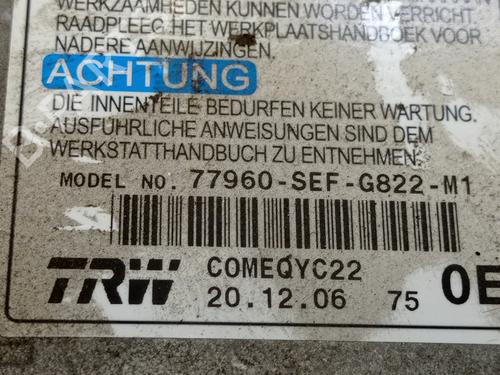 WERKZAAMHEDEN KUNNEN WORDEN VERRICHT.
RAADPLEEG HET WERKPLAATSHANDBOEK VOOR
NADERE AANWIJZINGEN.
ACHTUNG
DIE INNENTEILE BEDURFEN KEINER WARTUNG.
AUSFÜHRLICHE ANWEISUNGEN SIND DEM
WERKSTATTHANDBUCH ZU ENTNEHMEN.
MODEL NO. 77960-SEF-G822-M1
TRW COMEQYC22
20.12.06 75 0E